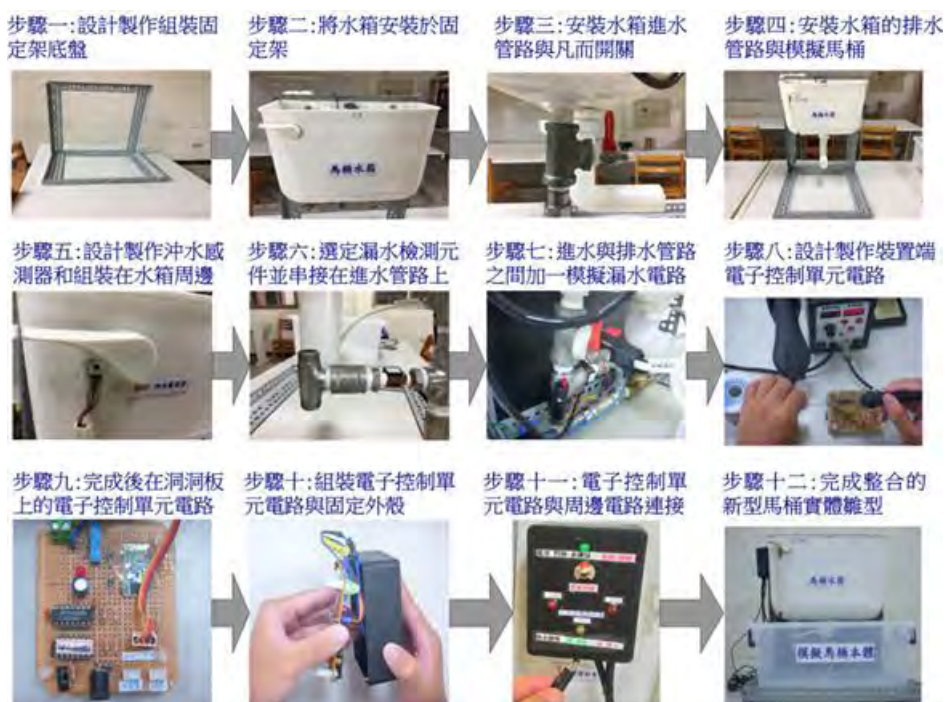 步驟一:設計製作組裝固
定架底盤
步驟二:將水箱安裝於固
定架
步驟三:安裝水箱進水
管路與凡而開關
步驟四:安裝水箱的排水
管路與模擬馬桶
馬桶水箱
步驟五:設計製作沖水感
測器和組裝在水箱周邊
步驟六:選定漏水檢測元
件並串接在進水管路上
步驟七:進水與排水管路
之間加一模擬漏水電路
步驟八:設計製作裝置端
電子控制單元電路
步驟九:完成後在洞洞板
上的電子控制單元電路
步驟十:組裝電子控制單
元電路與固定外殼
步驟十一:電子控制單
元電路與周邊電路連接
步驟十二:完成整合的
新型馬桶實體雛型
馬桶水箱
模擬馬桶本體